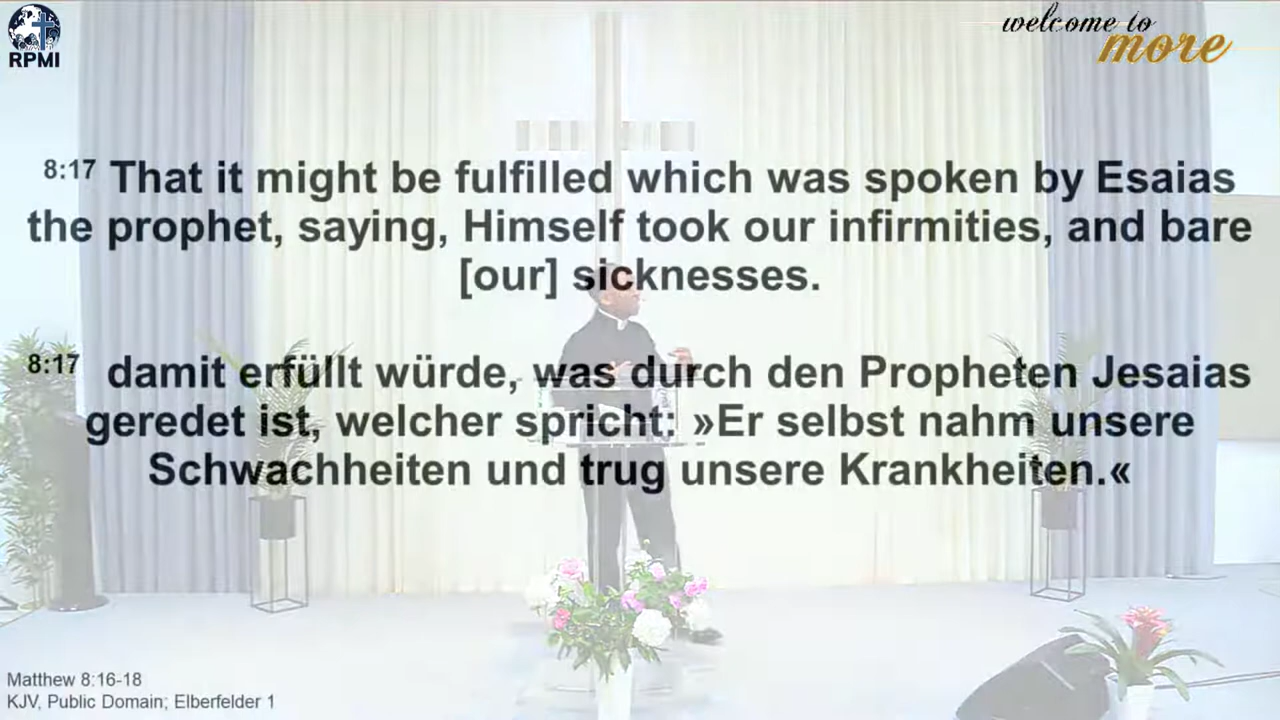 RPMI
welcome to
more
8:17 That it might be fulfilled which was spoken by Esaias
the prophet, saying, Himself took our infirmities, and bare
[our] sicknesses.
8:17 damit erfüllt würde, was durch den Propheten Jesaias
geredet ist, welcher spricht: »Er selbst nahm unsere
Schwachheiten und trug unsere Krankheiten.«
Matthew 8:16-18
KJV, Public Domain; Elberfelder 1